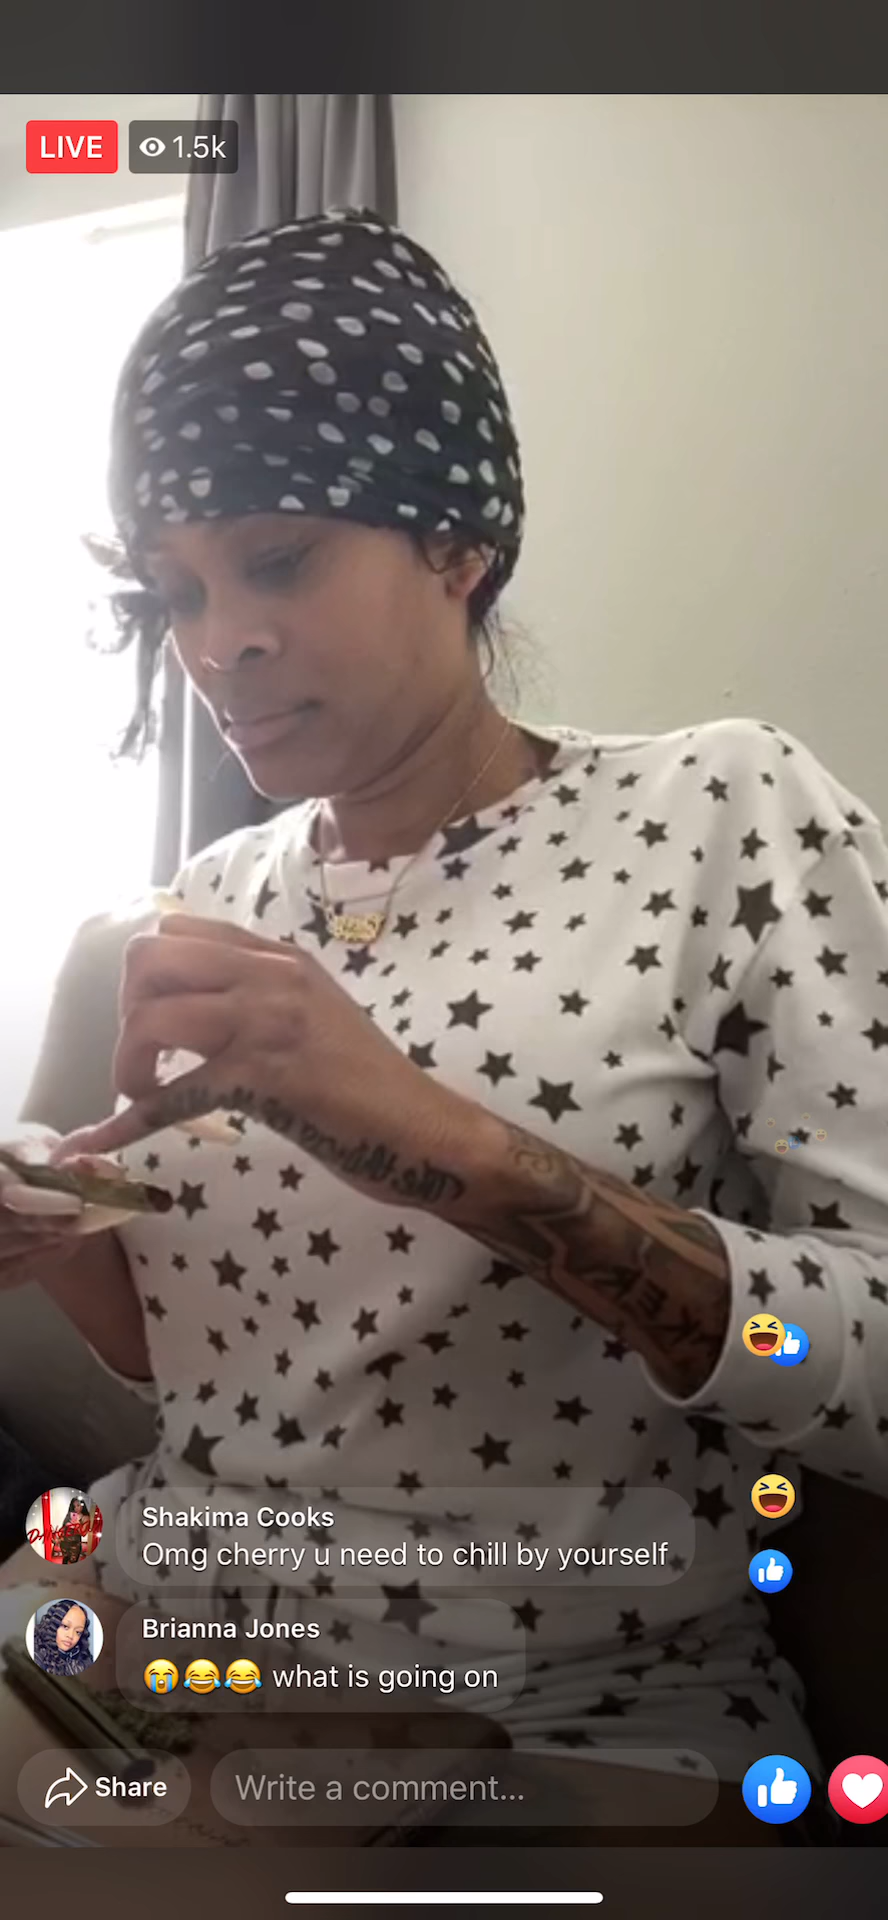 LIVE
1.5k
Shakima Cooks
Omg cherry u need to chill by yourself
Brianna Jones
😭😂😂 what is going on
Share
Write a comment...